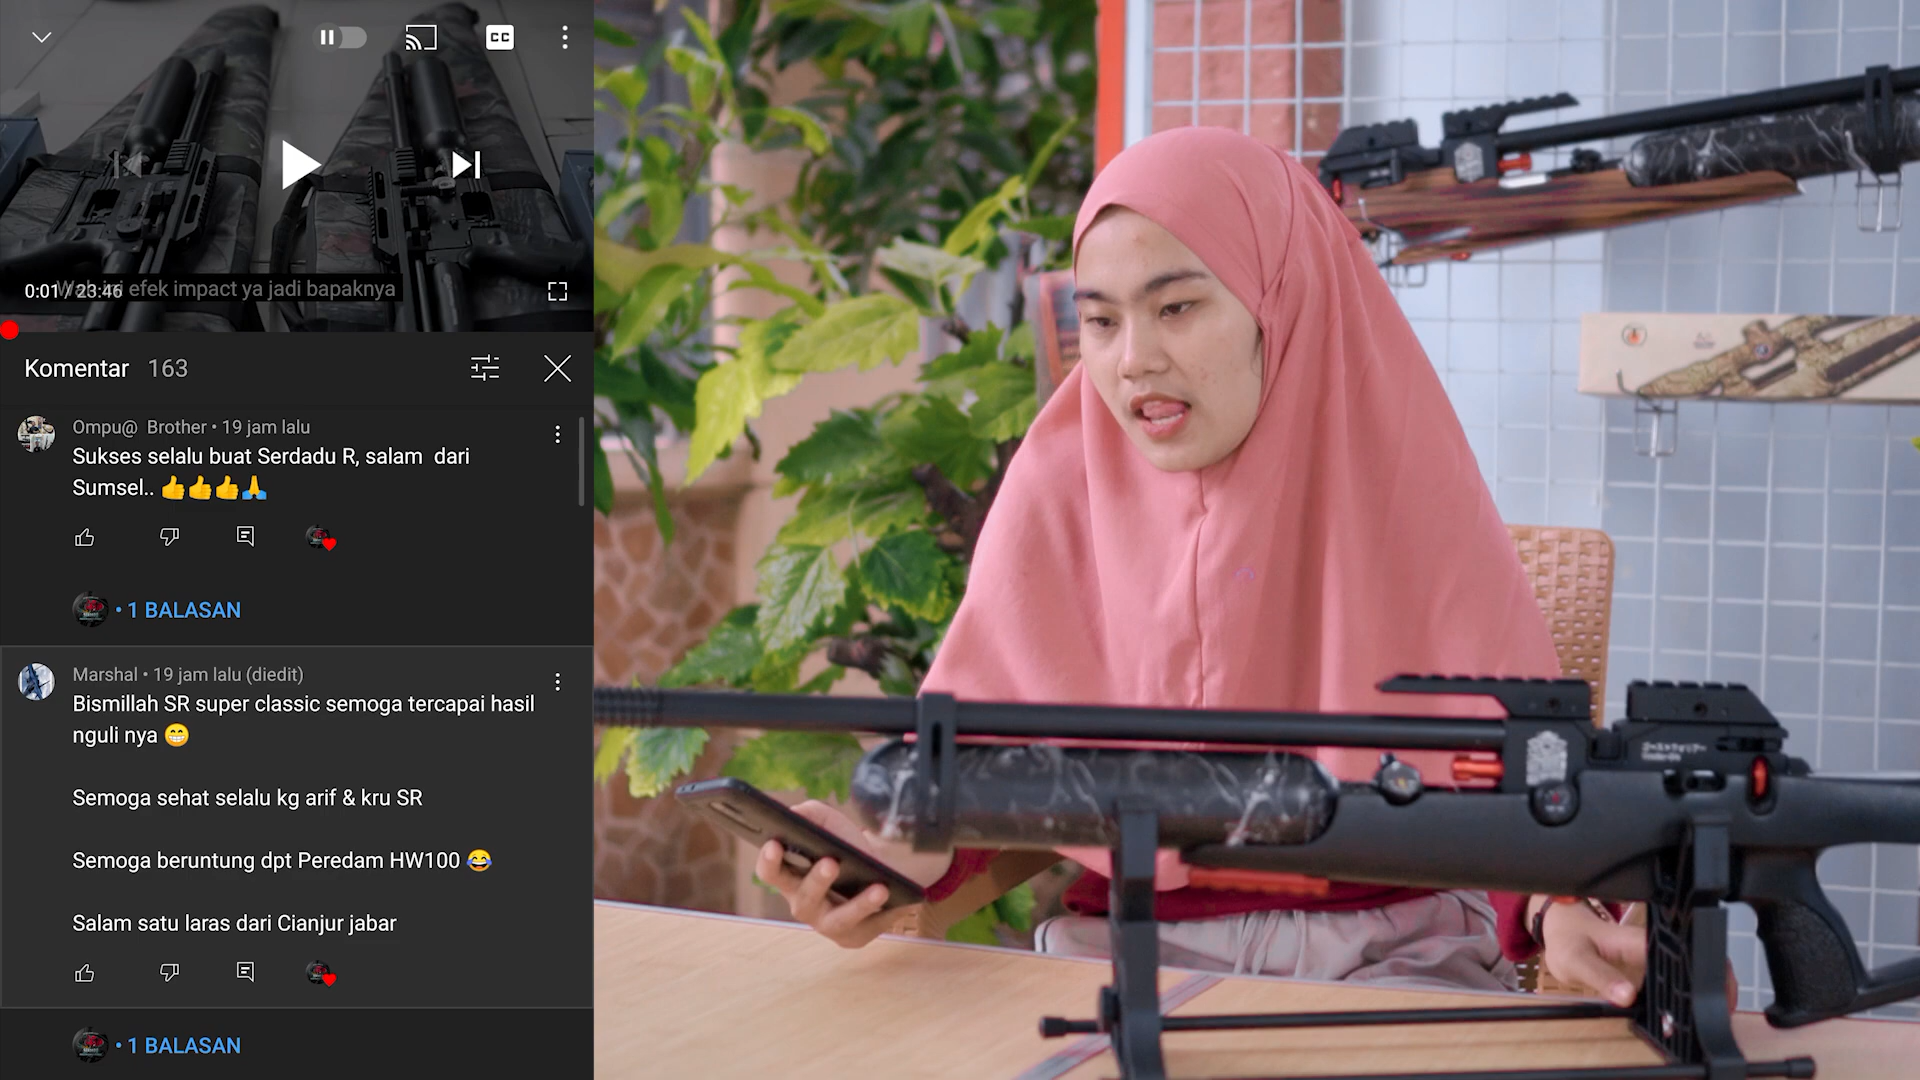 CC
0:01 / 23:46
Wah ini efek impact ya jadi bapaknya
Komentar 163
Ompu@ Brother • 19 jam lalu
Sukses selalu buat Serdadu R, salam dari
Sumsel.. 👍👍👍🙏
• 1 BALASAN
Marshal • 19 jam lalu (diedit)
Bismillah SR super classic semoga tercapai hasil
nguli nya 😁
Semoga sehat selalu kg arif & kru SR
Semoga beruntung dpt Peredam HW100 😂
Salam satu laras dari Cianjur jabar
• 1 BALASAN